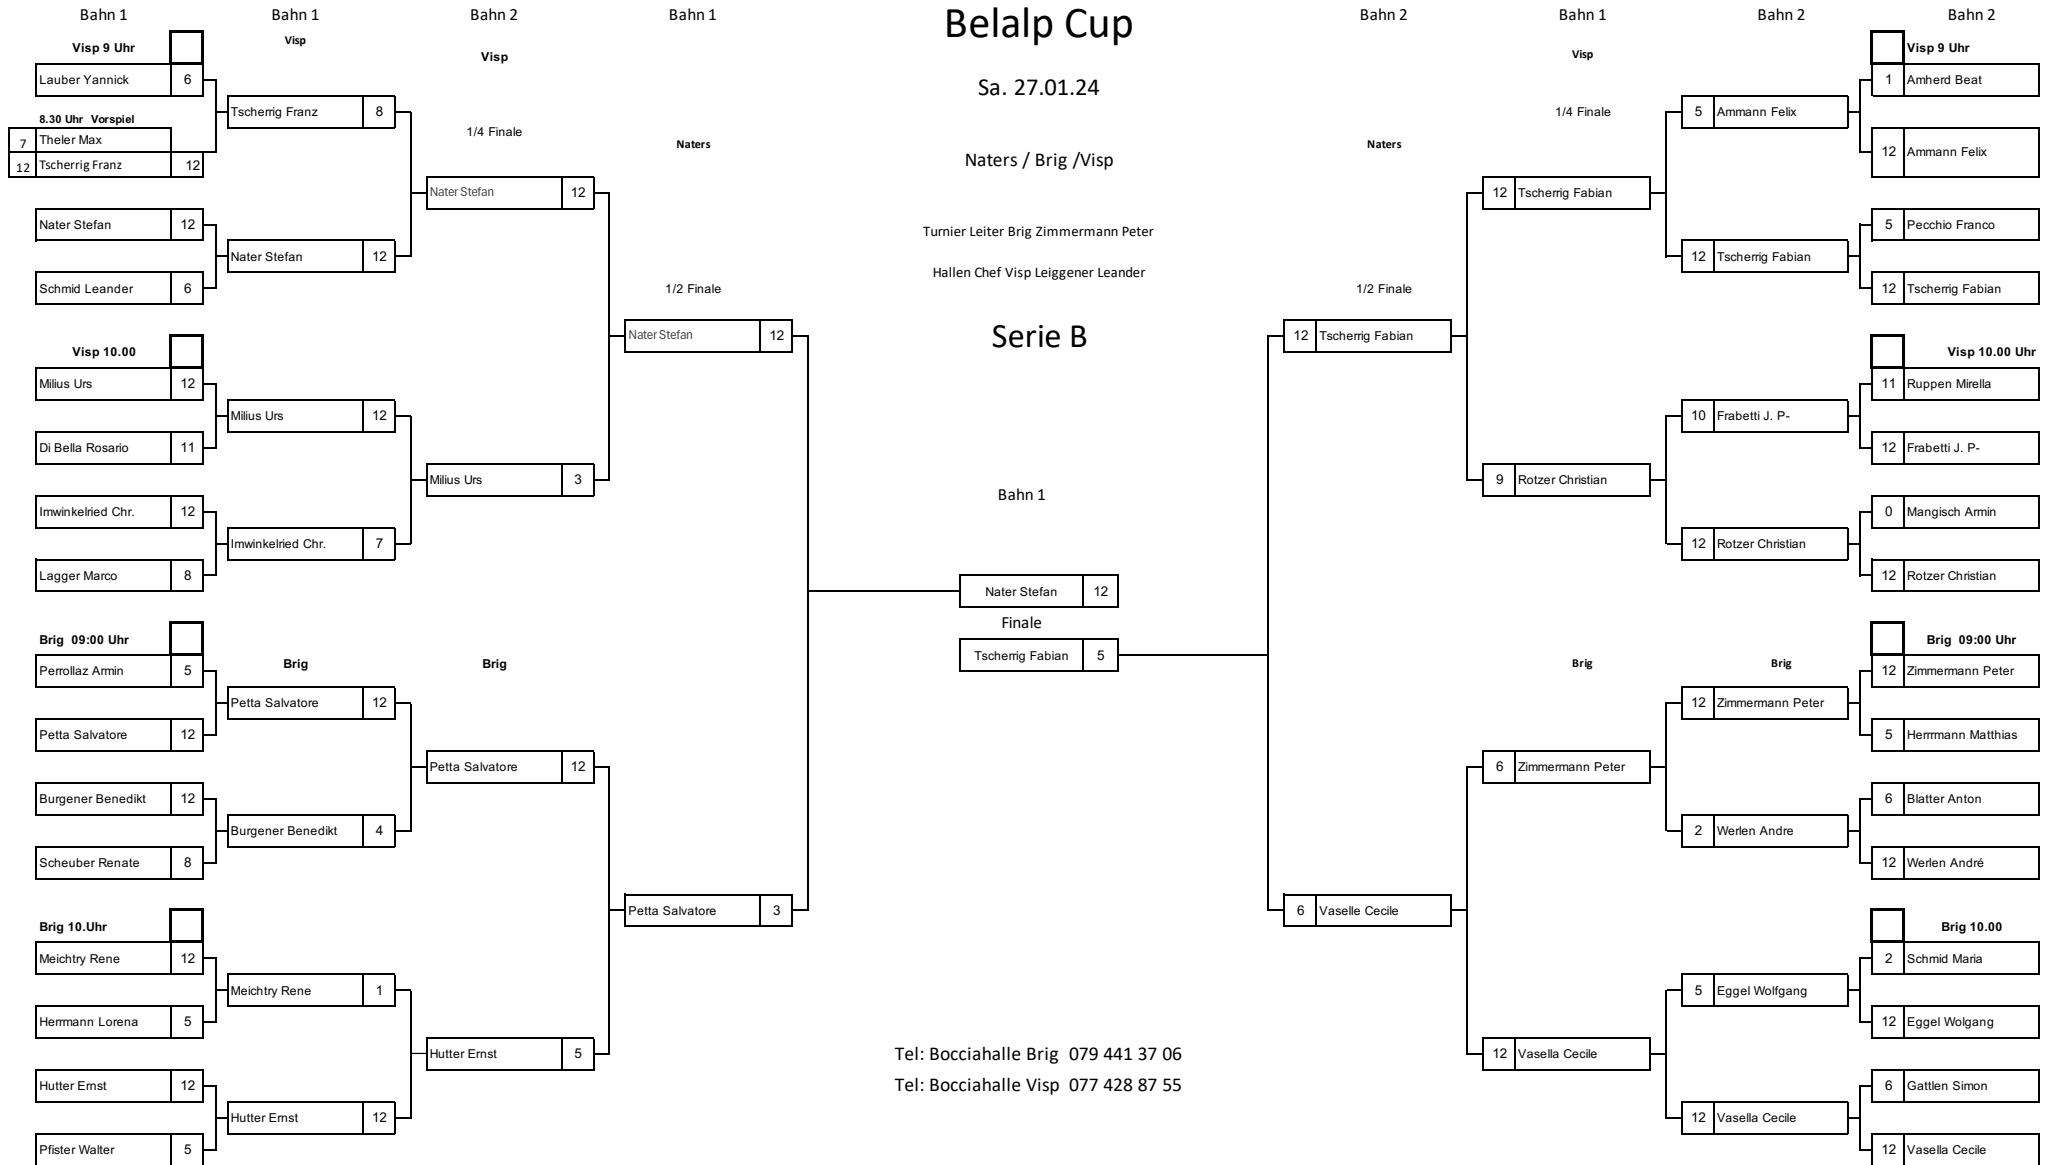 Bahn 1
Bahn 1
Bahn 2
Bahn 1
Belalp Cup
Bahn 2
Bahn 1
Bahn 2
Bahn 2
Visp 9 Uhr
Visp
Visp
Visp
Visp 9 Uhr
Lauber Yannick 6
8.30 Uhr Vorspiel
7 Theler Max
12 Tscherrig Franz 12
Nater Stefan 12
Schmid Leander 6
Visp 10.00
Milius Urs 12
Di Bella Rosario 11
Imwinkelried Chr. 12
Lagger Marco 8
Brig 09:00 Uhr
Perrollaz Armin 5
Petta Salvatore 12
Burgener Benedikt 12
Scheuber Renate 8
Brig 10.Uhr
Meichtry Rene 12
Herrmann Lorena 5
Hutter Ernst 12
Pfister Walter 5
Tscherrig Franz 8
Nater Stefan 12
Milius Urs 12
Imwinkelried Chr. 7
Brig
Petta Salvatore 12
Burgener Benedikt 4
Meichtry Rene 1
Hutter Ernst 12
1/4 Finale
Nater Stefan 12
Milius Urs 3
Brig
Petta Salvatore 12
Hutter Ernst 5
Naters
1/2 Finale
Nater Stefan 12
Petta Salvatore 3
Sa. 27.01.24
Naters / Brig /Visp
Turnier Leiter Brig Zimmermann Peter
Hallen Chef Visp Leiggener Leander
Serie B
Bahn 1
Nater Stefan 12
Finale
Tscherrig Fabian 5
Tel: Bocciahalle Brig 079 441 37 06
Tel: Bocciahalle Visp 077 428 87 55
Naters
1/2 Finale
12 Tscherrig Fabian
6 Vaselle Cecile
1/4 Finale
12 Tscherrig Fabian
9 Rotzer Christian
Brig
6 Zimmermann Peter
12 Vasella Cecile
5 Ammann Felix
12 Tscherrig Fabian
10 Frabetti J. P-
12 Rotzer Christian
Brig
12 Zimmermann Peter
2 Werlen Andre
5 Eggel Wolfgang
12 Vasella Cecile
1 Amherd Beat
12 Ammann Felix
5 Pecchio Franco
12 Tscherrig Fabian
Visp 10.00 Uhr
11 Ruppen Mirella
12 Frabetti J. P-
0 Mangisch Armin
12 Rotzer Christian
Brig 09:00 Uhr
12 Zimmermann Peter
5 Herrrmann Matthias
6 Blatter Anton
12 Werlen André
Brig 10.00
2 Schmid Maria
12 Eggel Wolgang
6 Gattlen Simon
12 Vasella Cecile